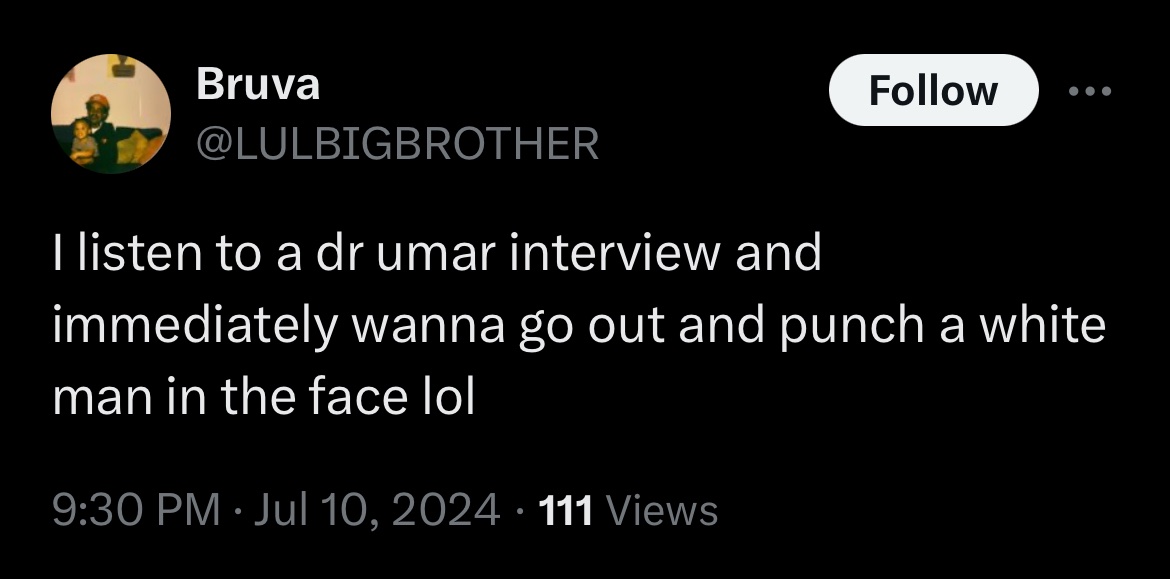 Bruva
Follow
@LULBIGBROTHER
I listen to a dr umar interview and
immediately wanna go out and punch a white
man in the face lol
9:30 PM · Jul 10, 2024 · 111 Views